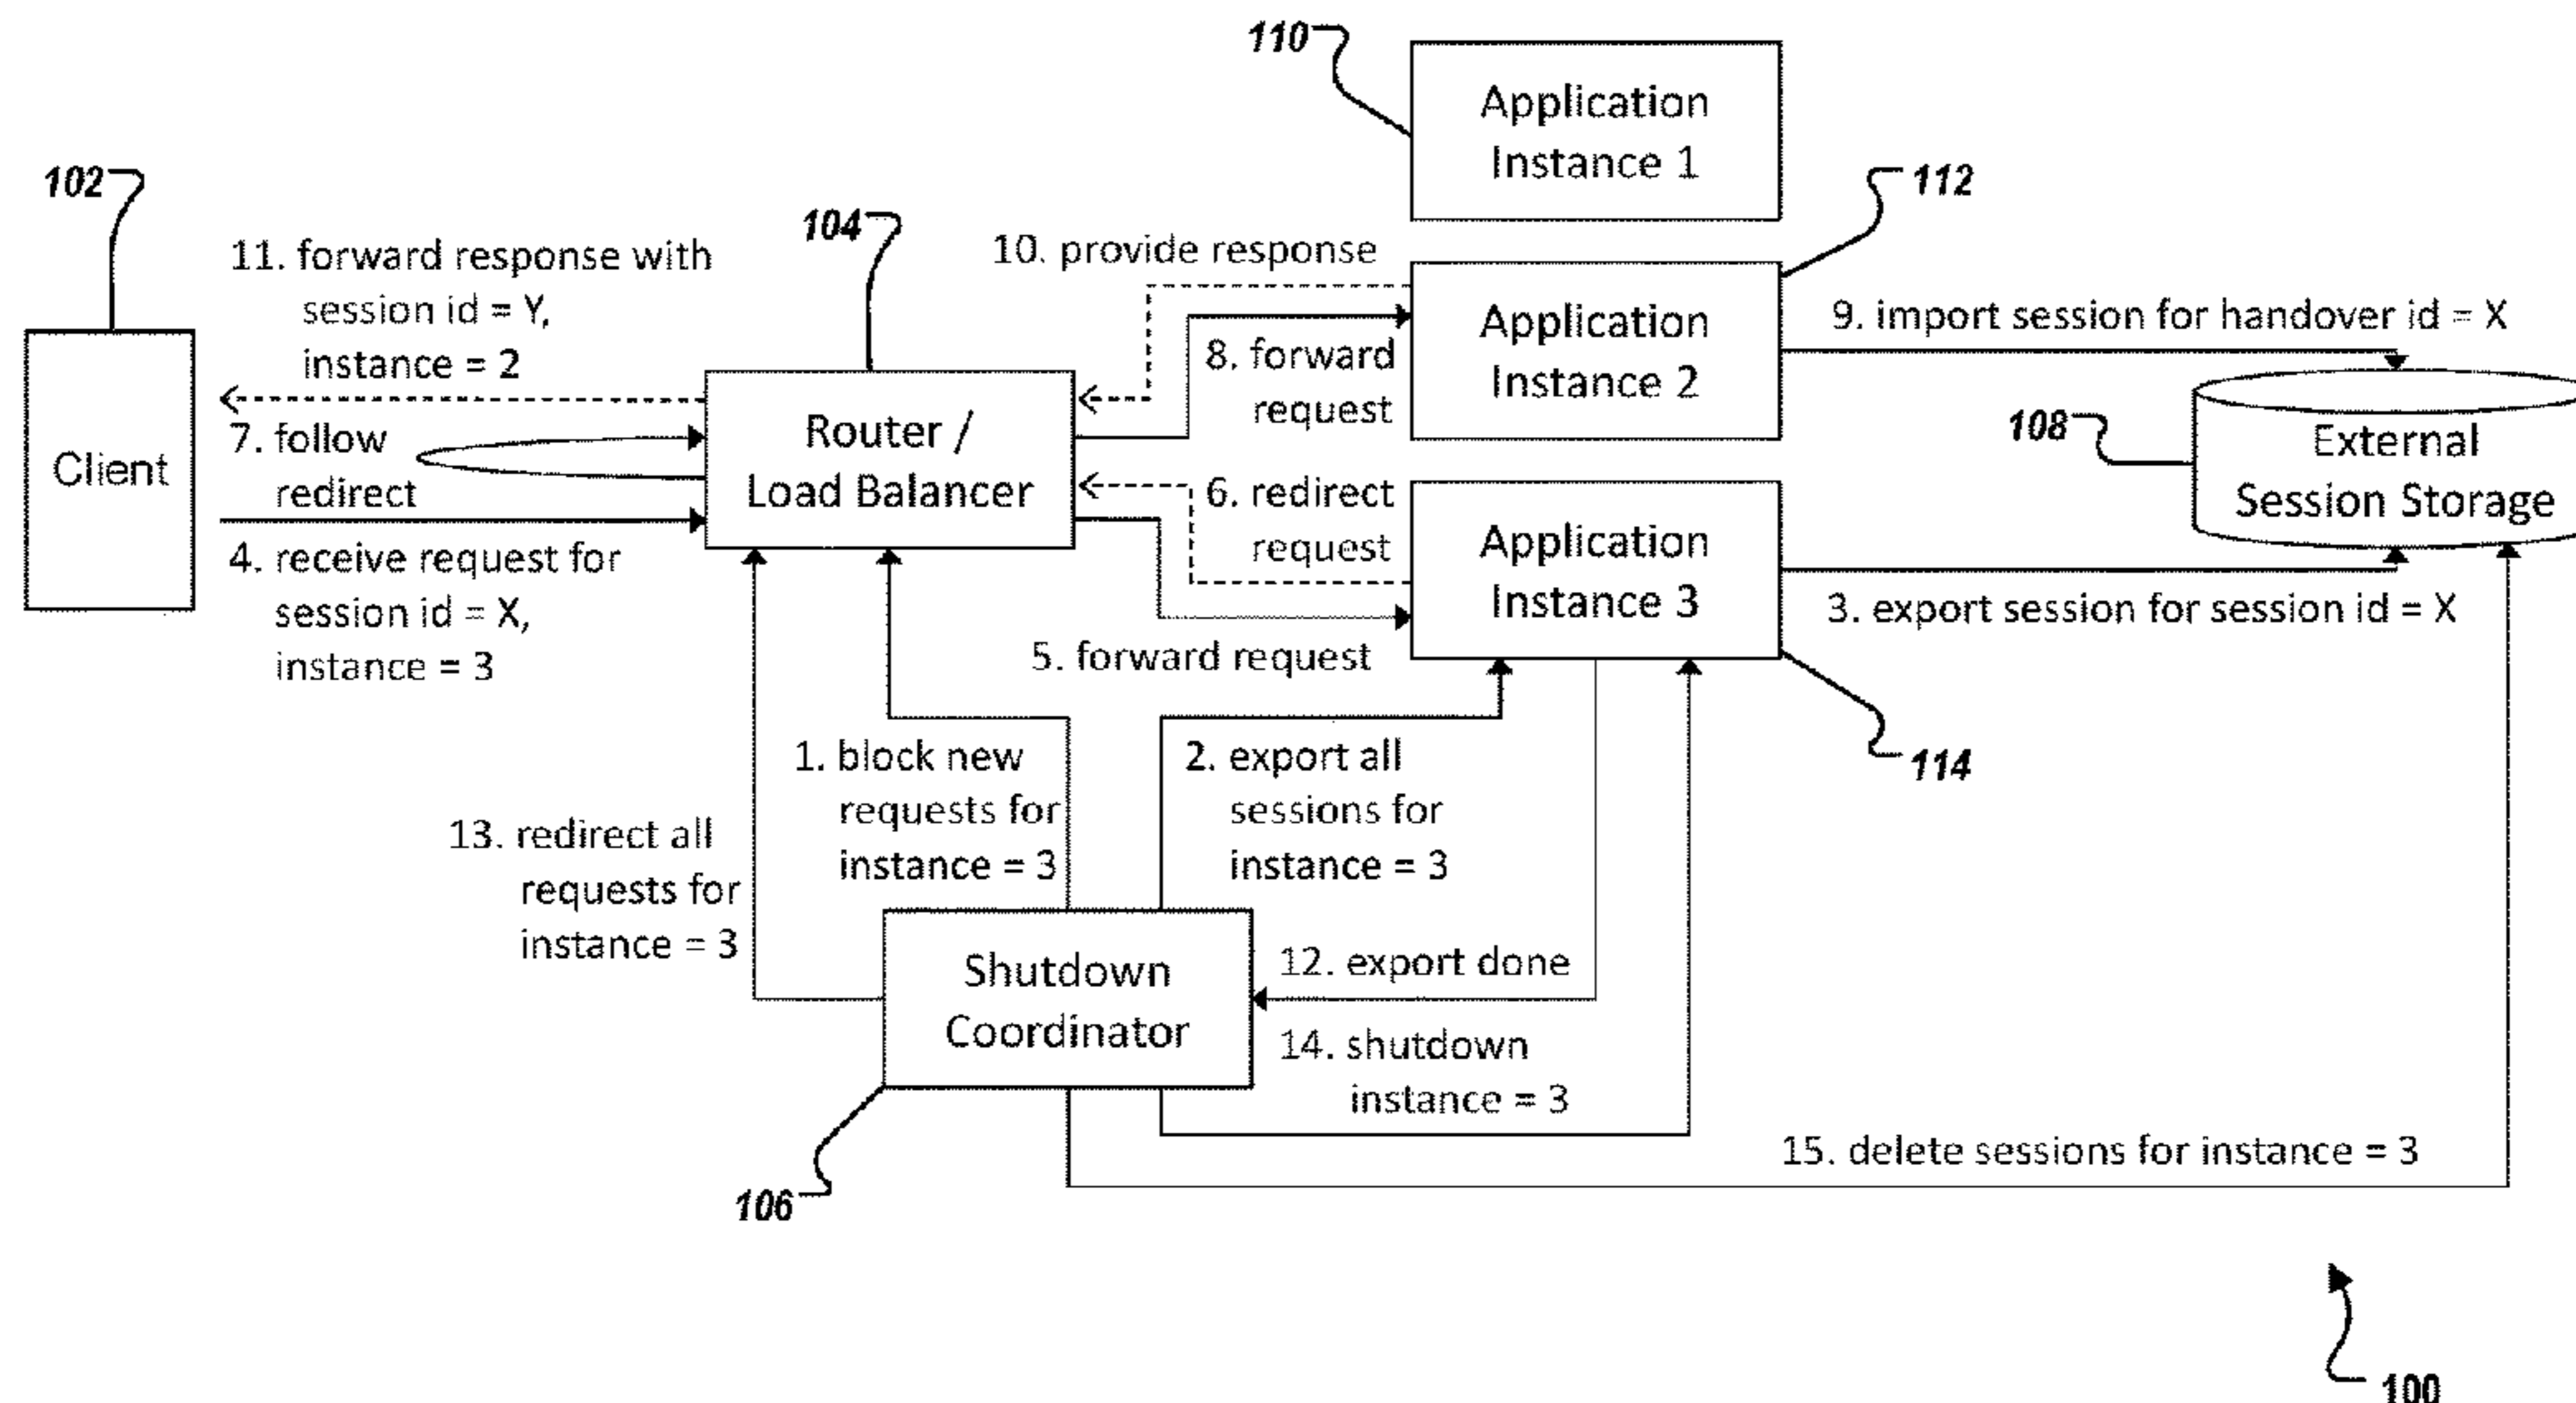 110
Application
Instance 1
102
104
112
11. forward response with
session id = Y,
instance = 2
10. provide response
Application
Instance 2
8. forward
request
9. import session for handover id = X
108
External
Session Storage
Client
7. follow
redirect
Router /
Load Balancer
6. redirect
request
Application
Instance 3
4. receive request for
session id = X,
instance = 3
5. forward request
3. export session for session id = X
114
1. block new
requests for
instance = 3
2. export all
sessions for
instance = 3
13. redirect all
requests for
instance = 3
Shutdown
Coordinator
12. export done
14. shutdown
instance = 3
15. delete sessions for instance = 3
106
100